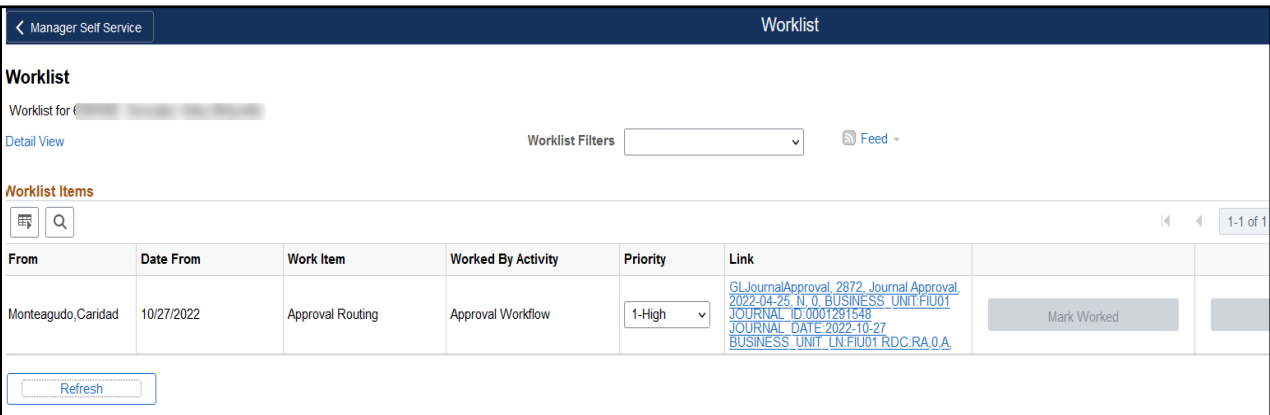 Manager Self Service
Worklist
Worklist
Worklist for
Detail View
Worklist Filters
Feed
Worklist Items
1-1 of 1
From Date From Work Item Worked By Activity Priority Link
GLJournalApproval, 2872, Journal Approval,
2022-04-25, N, 0, BUSINESS_UNIT:FIU01
JOURNAL_ID:0001291548
JOURNAL_DATE:2022-10-27
BUSINESS_UNIT_LN:FIU01 RDC:RA,0,A,
Monteagudo,Caridad 10/27/2022 Approval Routing Approval Workflow 1-High Mark Worked
Refresh